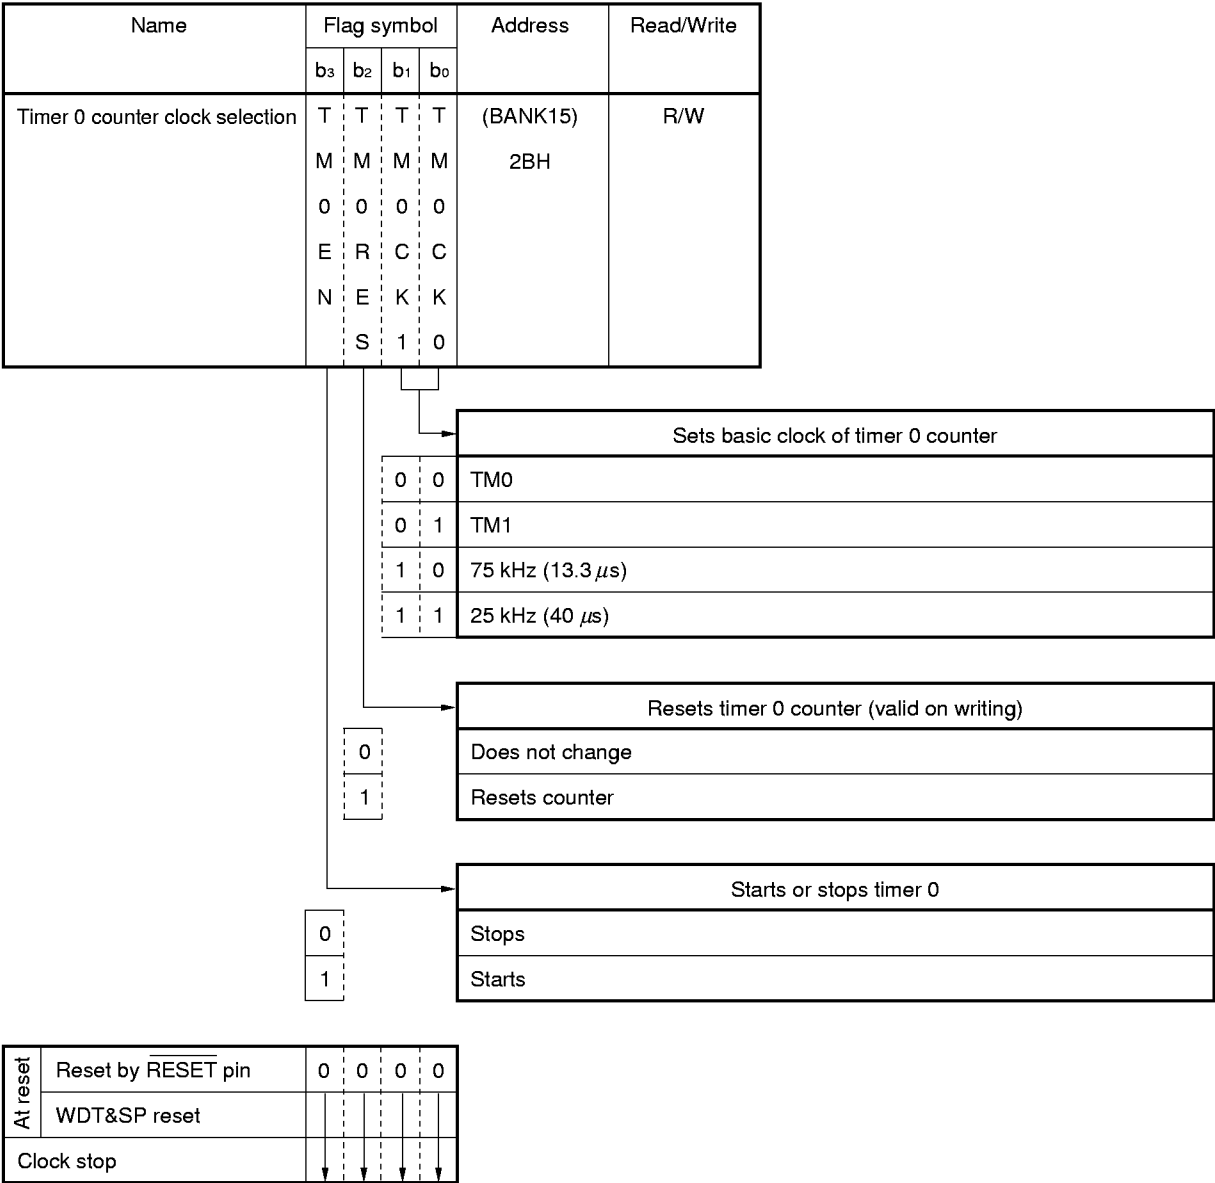 Name Flag symbol Address Read/Write
b3 b2 b1 b0
Timer 0 counter clock selection T T T T (BANK15) R/W
M M M M 2BH
0 0 0 0
E R C C
N E K K
S 1 0
Sets basic clock of timer 0 counter
0 0 TM0
0 1 TM1
1 0 75 kHz (13.3 μs)
1 1 25 kHz (40 μs)
Resets timer 0 counter (valid on writing)
0 Does not change
1 Resets counter
Starts or stops timer 0
0 Stops
1 Starts
At reset
Reset by RESET pin 0 0 0 0
WDT&SP reset
Clock stop